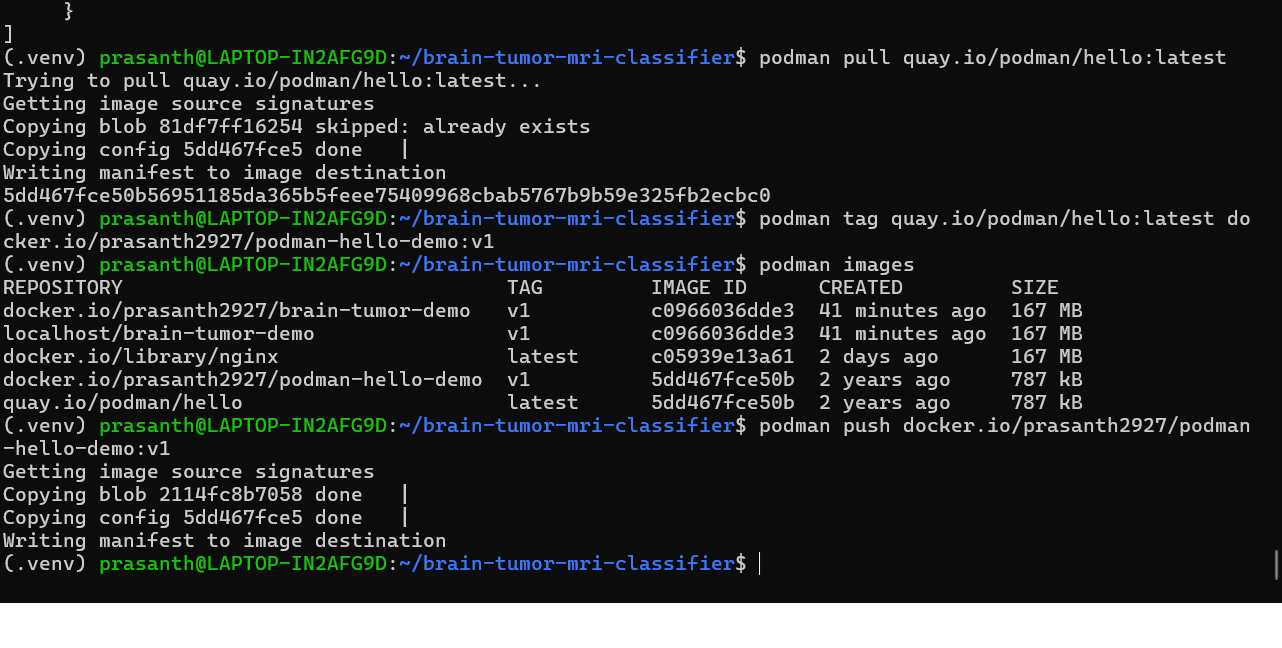 }
]
(.venv) prasanth@LAPTOP-IN2AFG9D:~/brain-tumor-mri-classifier$ podman pull quay.io/podman/hello:latest
Trying to pull quay.io/podman/hello:latest...
Getting image source signatures
Copying blob 81df7ff16254 skipped: already exists
Copying config 5dd467fce5 done   |
Writing manifest to image destination
5dd467fce50b56951185da365b5feee75409968cbab5767b9b59e325fb2ecbc0
(.venv) prasanth@LAPTOP-IN2AFG9D:~/brain-tumor-mri-classifier$ podman tag quay.io/podman/hello:latest do
cker.io/prasanth2927/podman-hello-demo:v1
(.venv) prasanth@LAPTOP-IN2AFG9D:~/brain-tumor-mri-classifier$ podman images
REPOSITORY                                TAG         IMAGE ID      CREATED         SIZE
docker.io/prasanth2927/brain-tumor-demo   v1          c0966036dde3  41 minutes ago  167 MB
localhost/brain-tumor-demo                v1          c0966036dde3  41 minutes ago  167 MB
docker.io/library/nginx                   latest      c05939e13a61  2 days ago      167 MB
docker.io/prasanth2927/podman-hello-demo  v1          5dd467fce50b  2 years ago     787 kB
quay.io/podman/hello                      latest      5dd467fce50b  2 years ago     787 kB
(.venv) prasanth@LAPTOP-IN2AFG9D:~/brain-tumor-mri-classifier$ podman push docker.io/prasanth2927/podman
-hello-demo:v1
Getting image source signatures
Copying blob 2114fc8b7058 done   |
Copying config 5dd467fce5 done   |
Writing manifest to image destination
(.venv) prasanth@LAPTOP-IN2AFG9D:~/brain-tumor-mri-classifier$